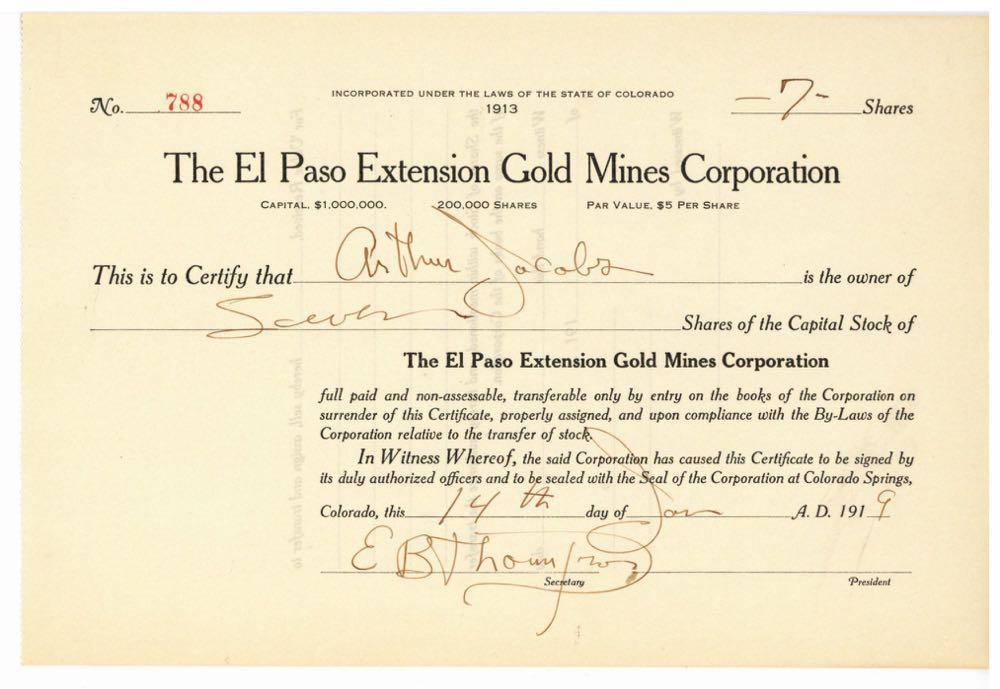 INCORPORATED UNDER THE LAWS OF THE STATE OF COLORADO
No. 788 1913 —7- Shares
The El Paso Extension Gold Mines Corporation
CAPITAL, $1,000,000. 200,000 SHARES PAR VALUE, $5 PER SHARE
This is to Certify that Arthur Jacobs is the owner of
Seven Shares of the Capital Stock of
The El Paso Extension Gold Mines Corporation
full paid and non-assessable, transferable only by entry on the books of the Corporation on
surrender of this Certificate, properly assigned, and upon compliance with the By-Laws of the
Corporation relative to the transfer of stock.
In Witness Whereof, the said Corporation has caused this Certificate to be signed by
its duly authorized officers and to be sealed with the Seal of the Corporation at Colorado Springs,
Colorado, this 14th day of Jan A. D. 1919
E B Thompson
Secretary President